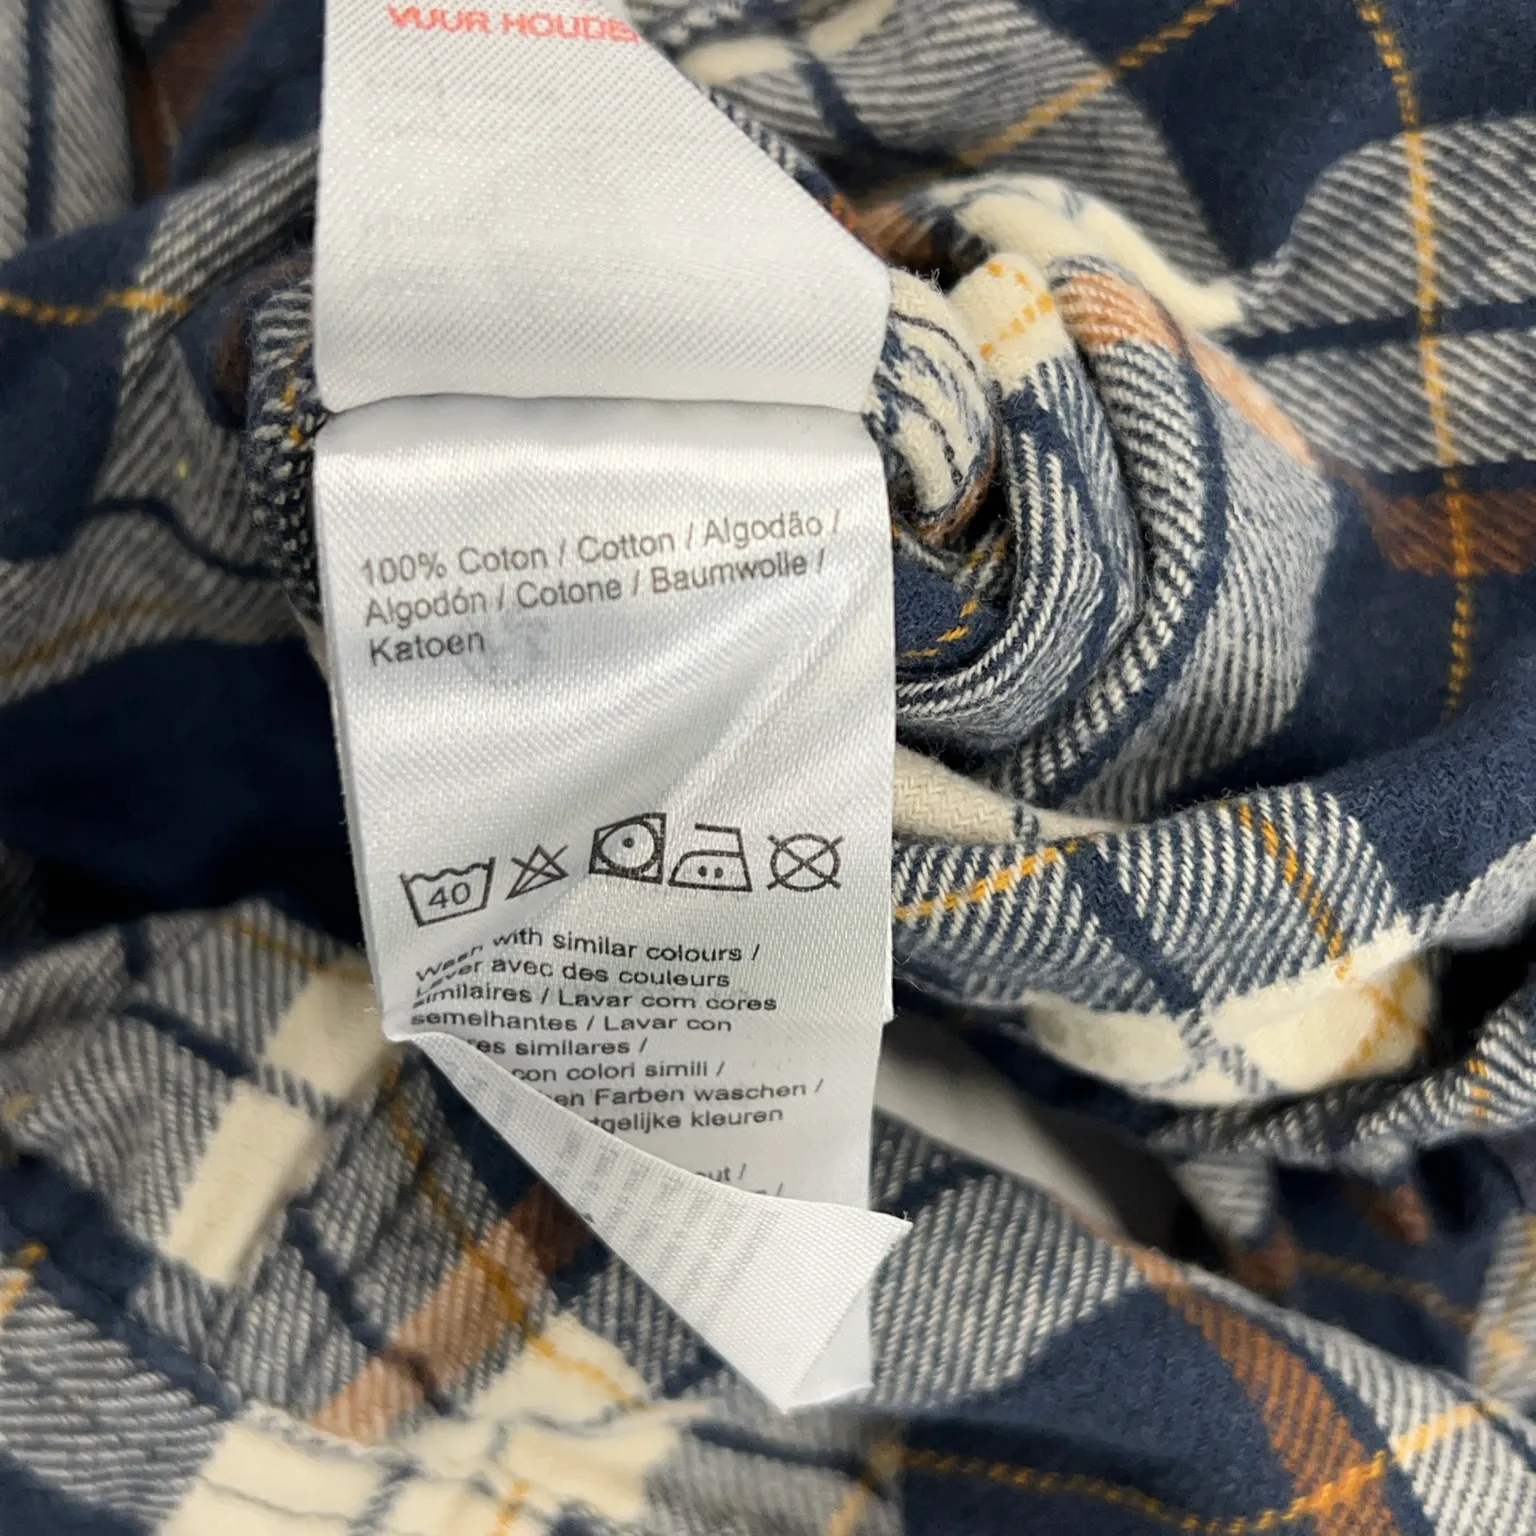 VUUR HOUDEN
100% Coton / Cotton / Algodão /
Algodón / Cotone / Baumwolle /
Katoen
40
with similar colours /
avec des couleurs
similaires / Lavar com cores
semelhantes / Lavar con
similares /
con colori simili /
Farben waschen /
kleuren